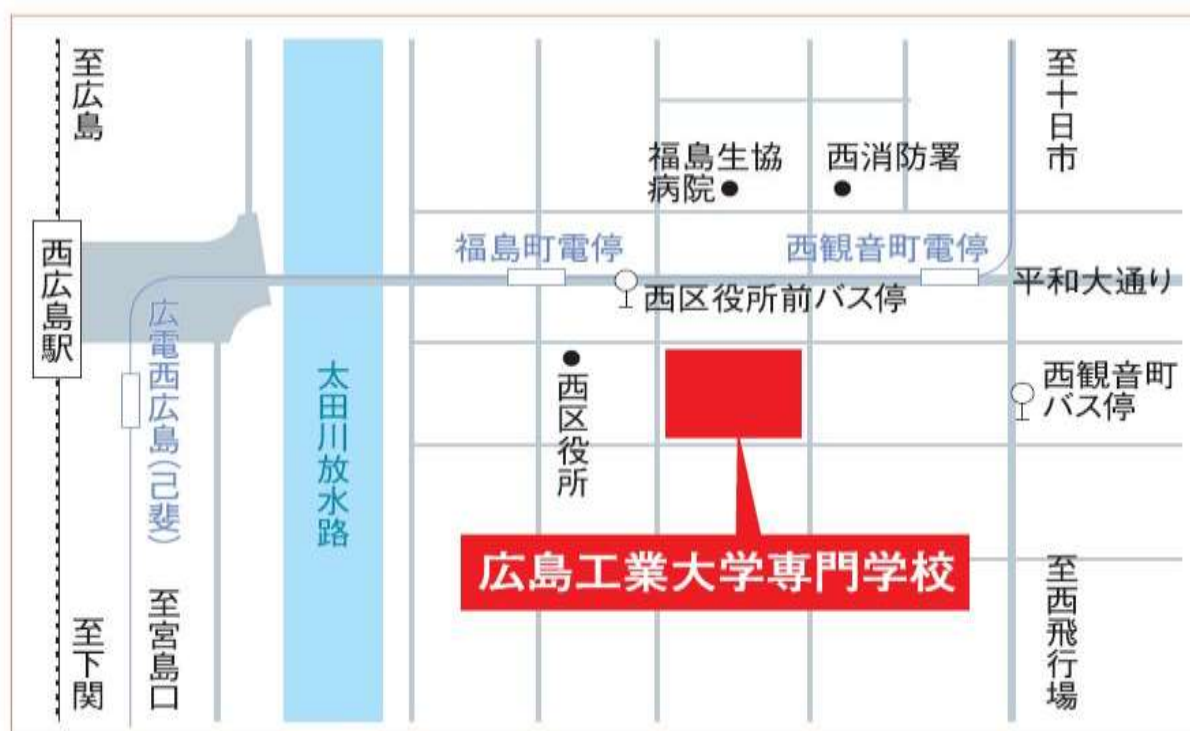 至広島
至十日市
福島生協
病院
西消防署
西広島駅
福島町電停
西観音町電停
平和大通り
西区役所前バス停
広電西広島(己斐)
太田川放水路
西区役所
西観音町
バス停
広島工業大学専門学校
至下関
至宮島口
至西飛行場